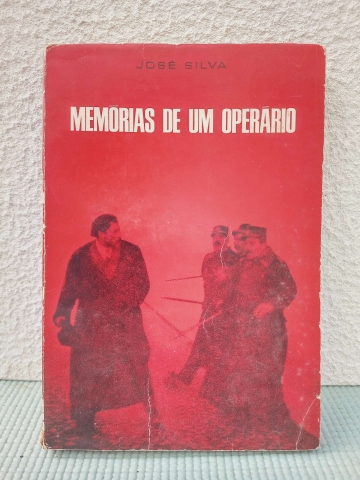 JOSÉ SILVA
MEMÓRIAS DE UM OPERÁRIO